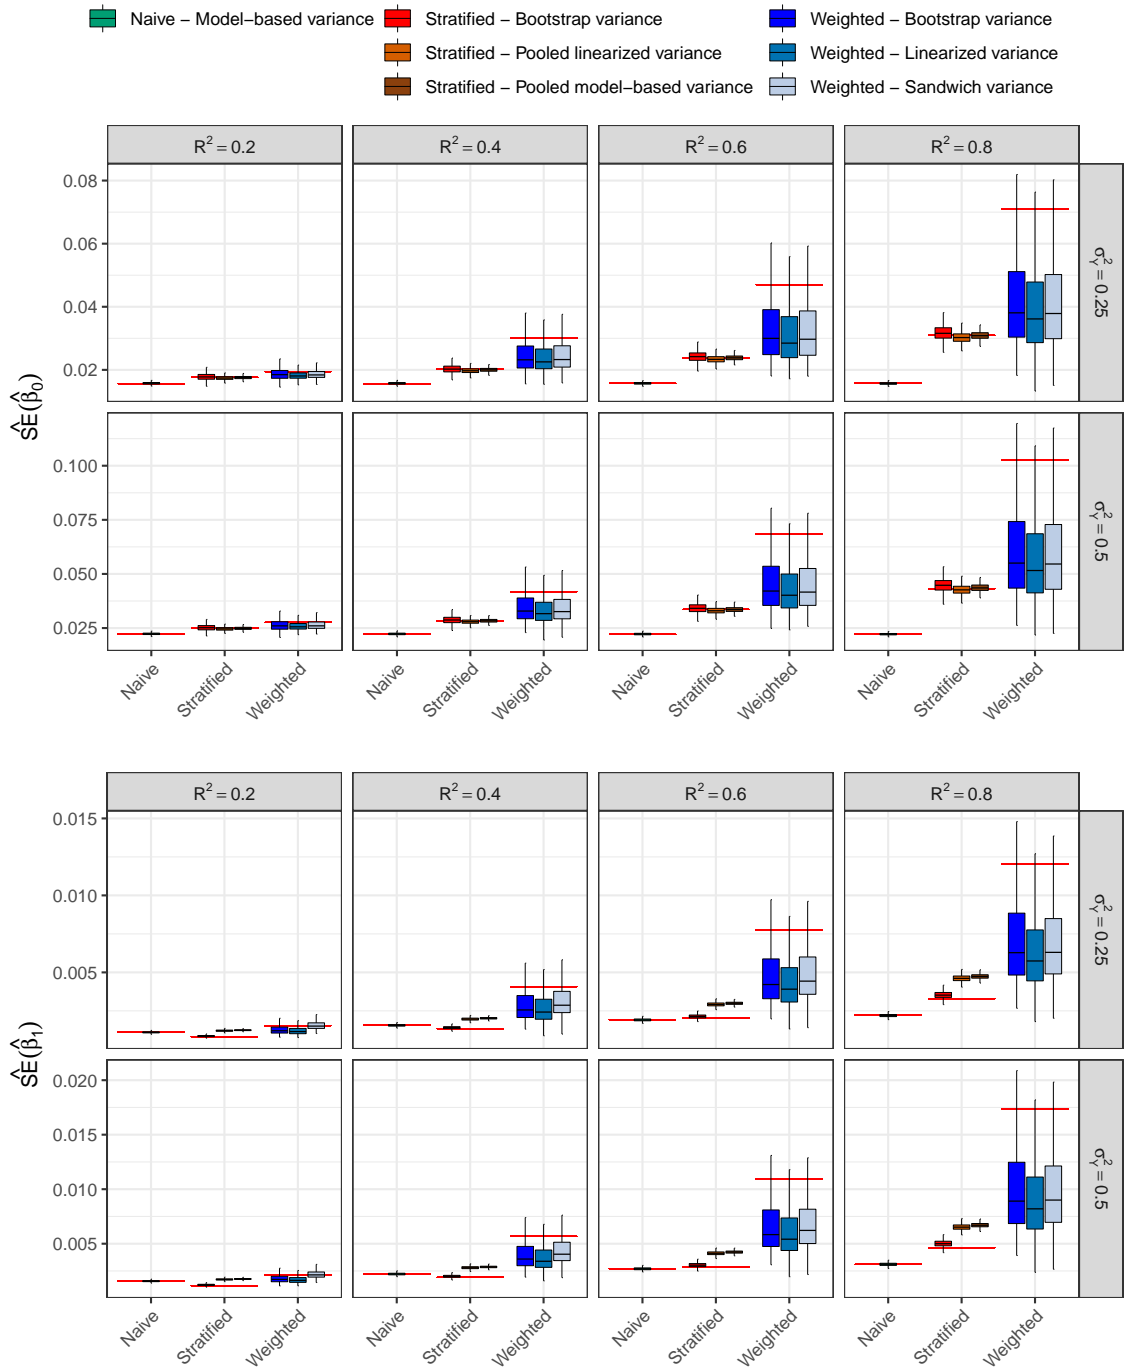 Naive − Model−based variance
Stratified − Bootstrap variance
Stratified − Pooled linearized variance
Stratified − Pooled model−based variance
Weighted − Bootstrap variance
Weighted − Linearized variance
Weighted − Sandwich variance
R² = 0.2 R² = 0.4 R² = 0.6 R² = 0.8
ŜE(β̂₀)
0.08
0.06
0.04
0.02
σ²_Y = 0.25
0.100
0.075
0.050
0.025
σ²_Y = 0.5
Naive Stratified Weighted Naive Stratified Weighted Naive Stratified Weighted Naive Stratified Weighted
R² = 0.2 R² = 0.4 R² = 0.6 R² = 0.8
ŜE(β̂₁)
0.015
0.010
0.005
σ²_Y = 0.25
0.020
0.015
0.010
0.005
σ²_Y = 0.5
Naive Stratified Weighted Naive Stratified Weighted Naive Stratified Weighted Naive Stratified Weighted